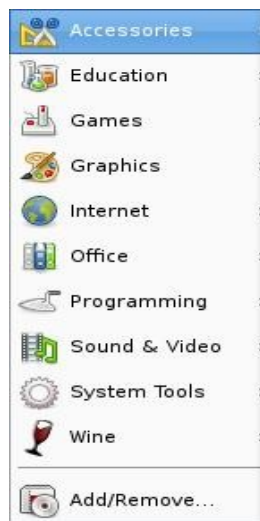 Accessories
Education
Games
Graphics
Internet
Office
Programming
Sound & Video
System Tools
Wine
Add/Remove...